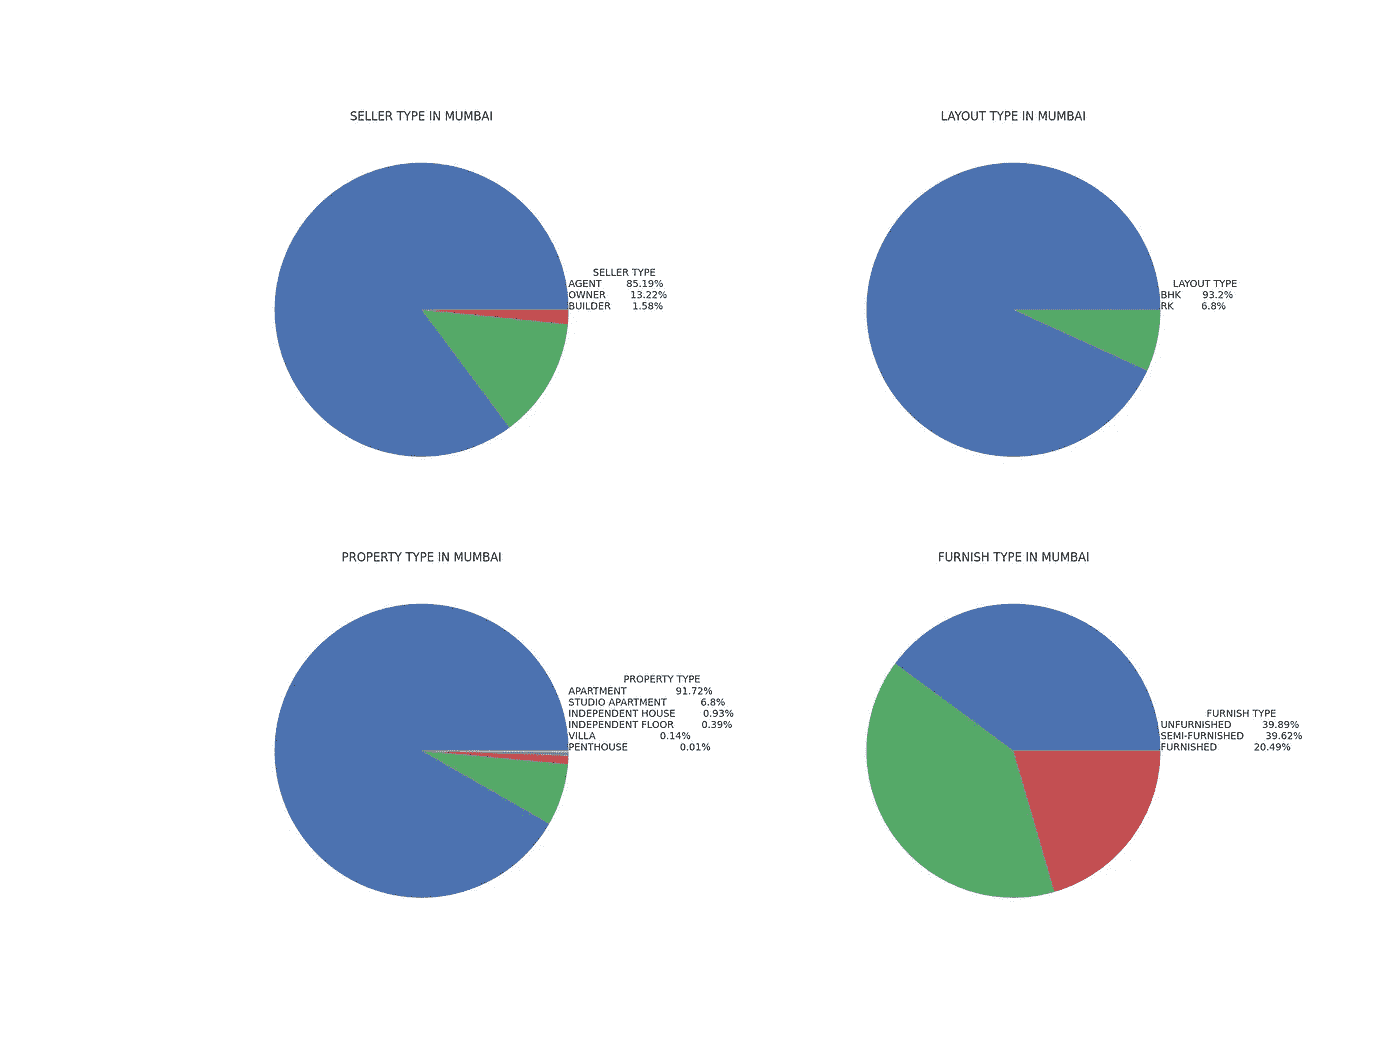 SELLER TYPE IN MUMBAI
SELLER TYPE
AGENT 85.19%
OWNER 13.22%
BUILDER 1.58%
LAYOUT TYPE IN MUMBAI
LAYOUT TYPE
BHK 93.2%
RK 6.8%
PROPERTY TYPE IN MUMBAI
PROPERTY TYPE
APARTMENT 91.72%
STUDIO APARTMENT 6.8%
INDEPENDENT HOUSE 0.93%
INDEPENDENT FLOOR 0.39%
VILLA 0.14%
PENTHOUSE 0.01%
FURNISH TYPE IN MUMBAI
FURNISH TYPE
UNFURNISHED 39.89%
SEMI-FURNISHED 39.62%
FURNISHED 20.49%